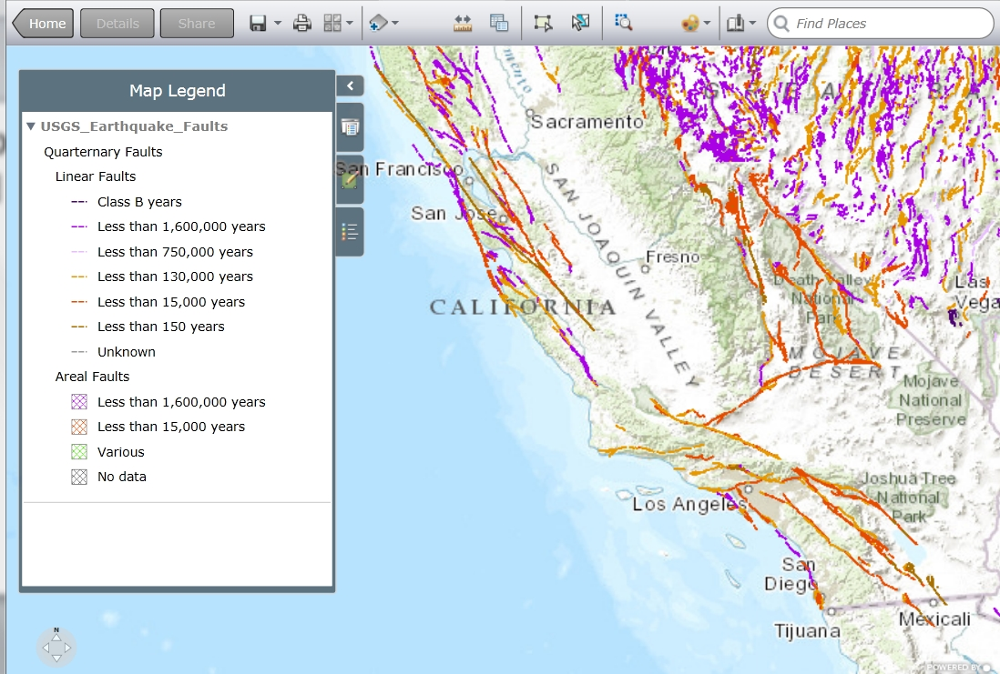 Home
Details
Share
Find Places
Map Legend
USGS_Earthquake_Faults
Quarternary Faults
Linear Faults
Class B years
Less than 1,600,000 years
Less than 750,000 years
Less than 130,000 years
Less than 15,000 years
Less than 150 years
Unknown
Areal Faults
Less than 1,600,000 years
Less than 15,000 years
Various
No data
N
GREAT BA
Sacramento
San Francisco
San Jose
SAN JOAQUIN VALLEY
Fresno
CALIFORNIA
Death Valley
National
Park
Las
Vega
MOJAVE
DESERT
Mojave
National
Preserve
Joshua Tree
National
Park
Los Angeles
San
Diego
Tijuana
Mexicali
POWERED BY